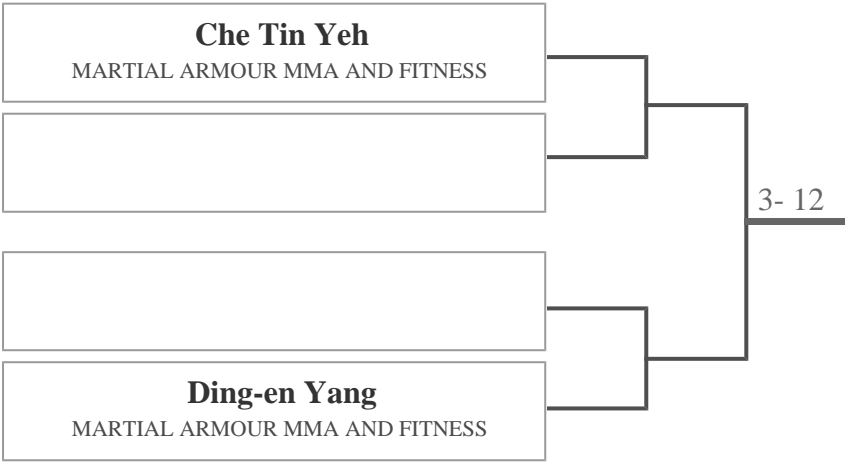 Che Tin Yeh
MARTIAL ARMOUR MMA AND FITNESS
3- 12
Ding-en Yang
MARTIAL ARMOUR MMA AND FITNESS